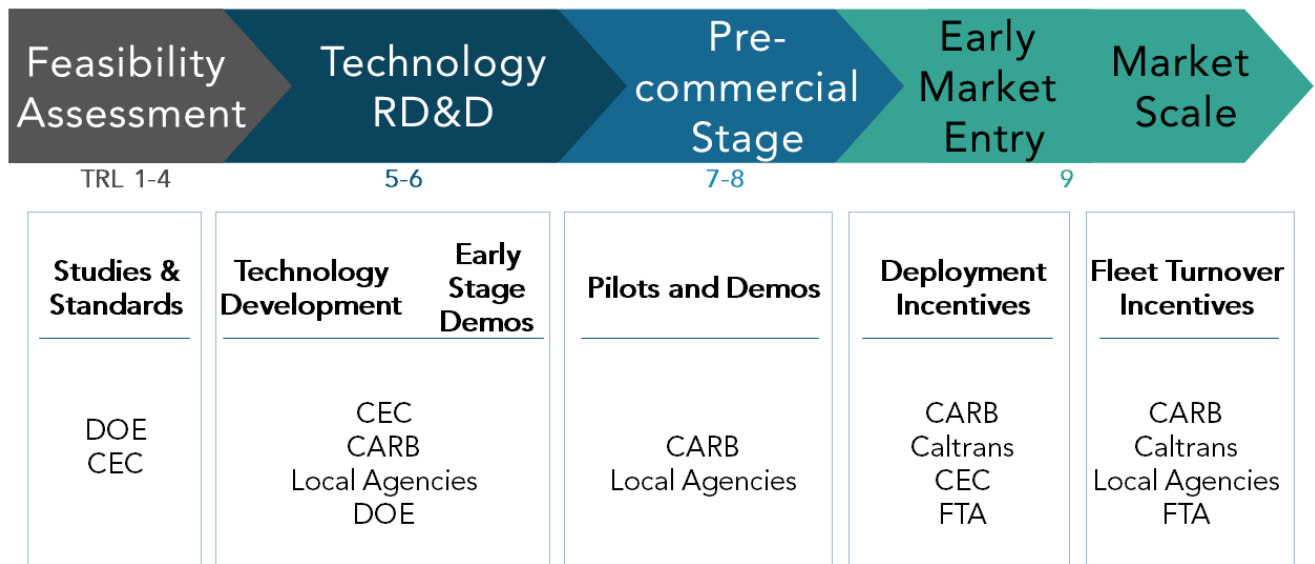 Feasibility
Assessment
Technology
RD&D
Pre-
commercial
Stage
Early
Market
Entry
Market
Scale
TRL 1-4
5-6
7-8
9
Studies &
Standards
DOE
CEC
Technology
Development
Early
Stage
Demos
CEC
CARB
Local Agencies
DOE
Pilots and Demos
CARB
Local Agencies
Deployment
Incentives
CARB
Caltrans
CEC
FTA
Fleet Turnover
Incentives
CARB
Caltrans
Local Agencies
FTA